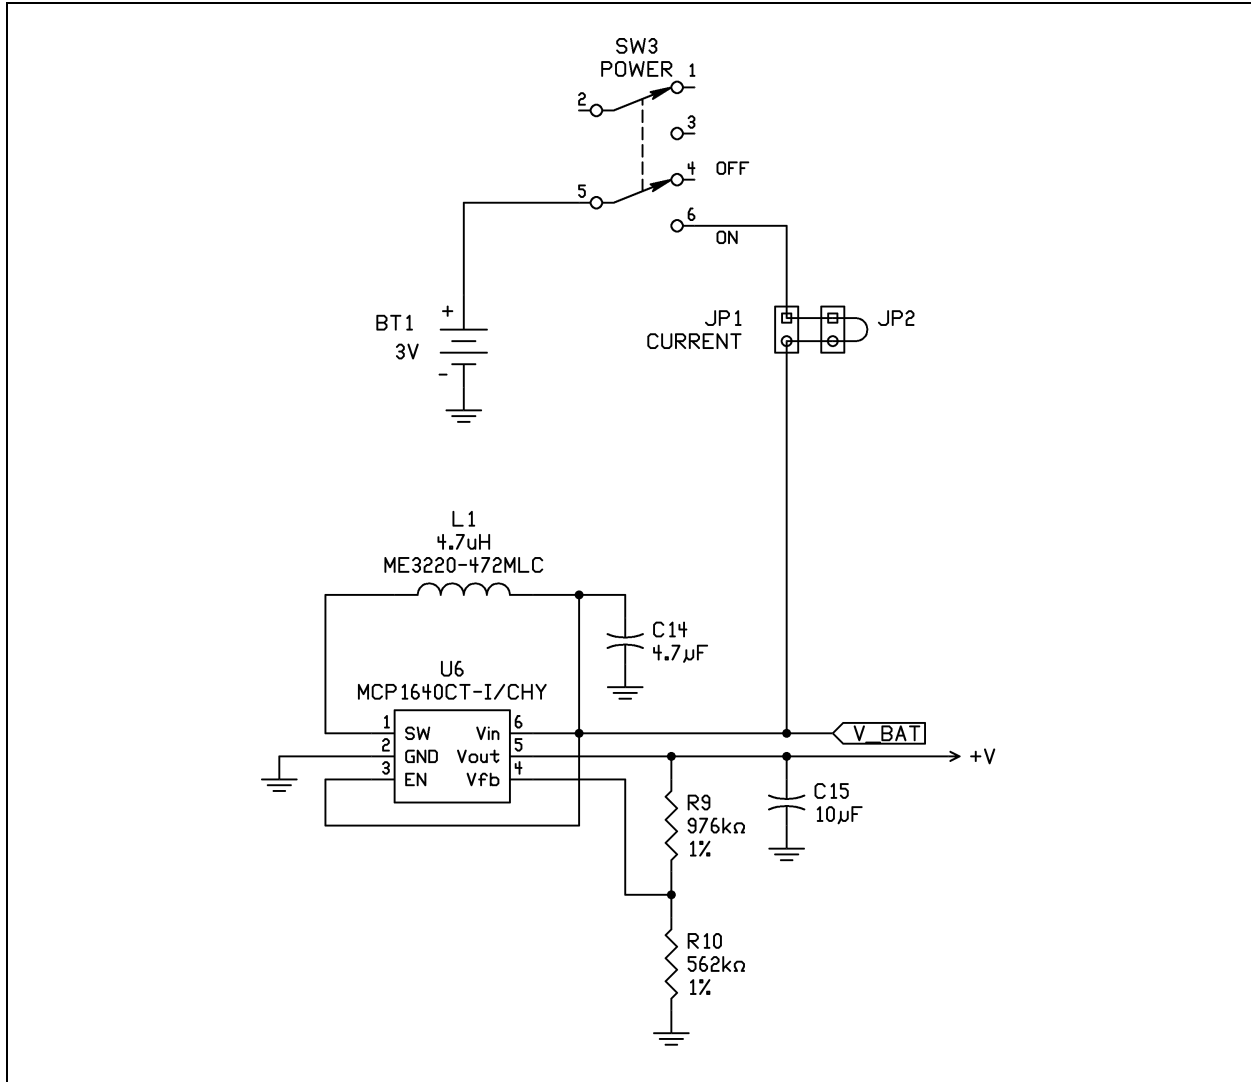 SW3
POWER
1
2
3
4
OFF
5
6
ON
+
BT1
3V
-
JP1
CURRENT
JP2
L1
4.7uH
ME3220-472MLC
C14
4.7µF
U6
MCP1640CT-I/CHY
1 SW Vin 6
2 GND Vout 5
3 EN Vfb 4
V_BAT
+V
R9
976kΩ
1%
C15
10µF
R10
562kΩ
1%